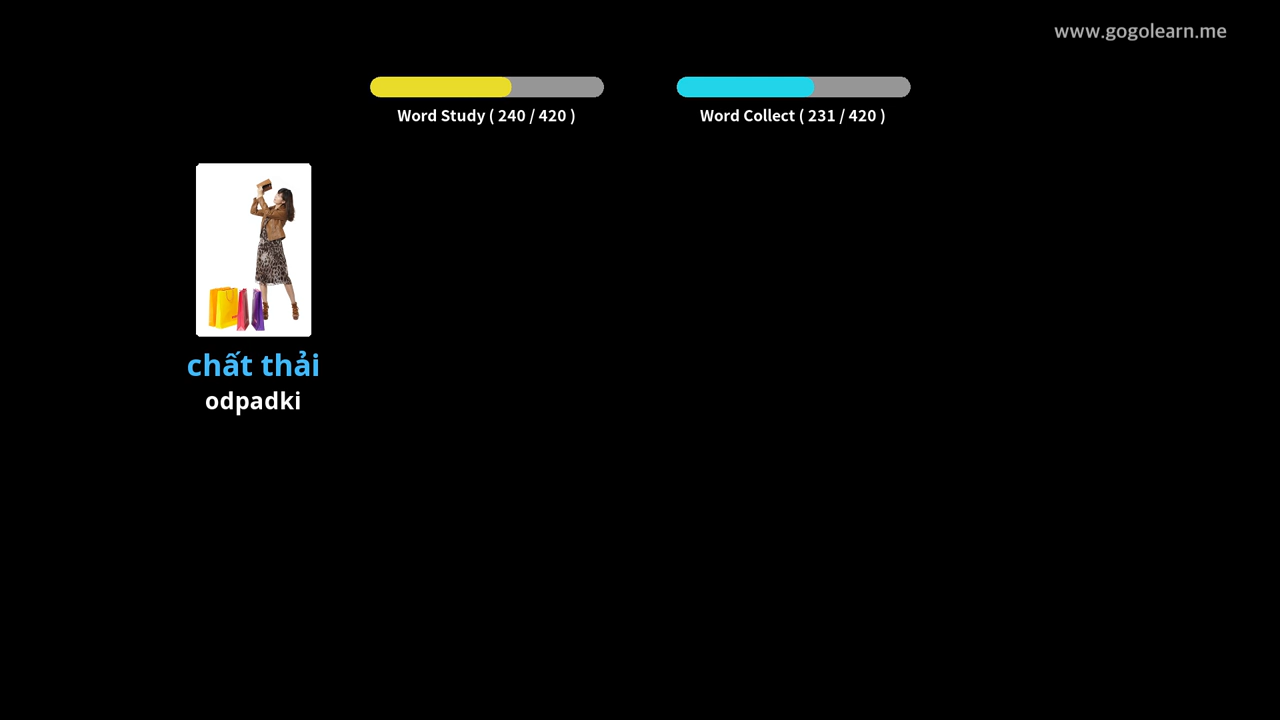 www.gogolearn.me
Word Study ( 240 / 420 )
Word Collect ( 231 / 420 )
chất thải
odpadki